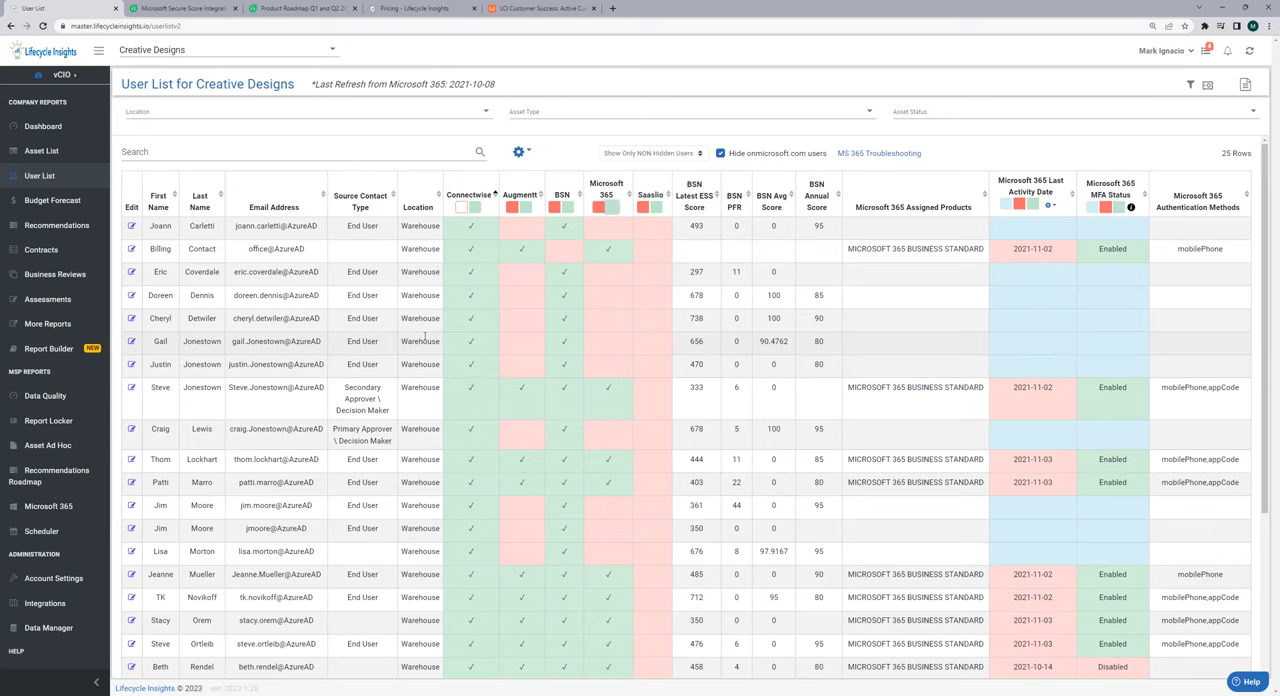 User List
Microsoft Secure Score Integrat
Product Roadmap Q1 and Q2 20
Pricing - Lifecycle Insights
LCI Customer Success: Active Cu
master.lifecycleinsights.io/userlistv2
Lifecycle Insights
Creative Designs
Mark Ignacio
4
vCIO ›
User List for Creative Designs
*Last Refresh from Microsoft 365: 2021-10-08
COMPANY REPORTS
Dashboard
Asset List
User List
Budget Forecast
Recommendations
Contracts
Business Reviews
Assessments
More Reports
Report Builder NEW
MSP REPORTS
Data Quality
Report Locker
Asset Ad Hoc
Recommendations
Roadmap
Microsoft 365
Scheduler
ADMINISTRATION
Account Settings
Integrations
Data Manager
HELP
Location
Asset Type
Asset Status
Search
Show Only NON Hidden Users
Hide onmicrosoft.com users
MS 365 Troubleshooting
25 Rows
Edit First Name Last Name Email Address Source Contact Type Location Connectwise Augmentt BSN Microsoft 365 Saaslio BSN Latest ESS Score BSN PFR BSN Avg Score BSN Annual Score Microsoft 365 Assigned Products Microsoft 365 Last Activity Date Microsoft 365 MFA Status Microsoft 365 Authentication Methods
Joann Carletti joann.carletti@AzureAD End User Warehouse ✓ ✓ 493 0 0 95
Billing Contact office@AzureAD End User Warehouse ✓ ✓ ✓ MICROSOFT 365 BUSINESS STANDARD 2021-11-02 Enabled mobilePhone
Eric Coverdale eric.coverdale@AzureAD End User Warehouse ✓ ✓ 297 11 0
Doreen Dennis doreen.dennis@AzureAD End User Warehouse ✓ ✓ 678 0 100 85
Cheryl Detwiler cheryl.detwiler@AzureAD End User Warehouse ✓ ✓ 738 0 100 90
Gail Jonestown gail.Jonestown@AzureAD End User Warehouse ✓ ✓ 656 0 90.4762 80
Justin Jonestown justin.Jonestown@AzureAD End User Warehouse ✓ ✓ 470 0 0 80
Steve Jonestown Steve.Jonestown@AzureAD Secondary Approver \ Decision Maker Warehouse ✓ ✓ ✓ ✓ 333 6 0 MICROSOFT 365 BUSINESS STANDARD 2021-11-02 Enabled mobilePhone,appCode
Craig Lewis craig.Jonestown@AzureAD Primary Approver \ Decision Maker Warehouse ✓ ✓ 678 5 100 95
Thom Lockhart thom.lockhart@AzureAD End User Warehouse ✓ ✓ ✓ ✓ 444 11 0 85 MICROSOFT 365 BUSINESS STANDARD 2021-11-03 Enabled mobilePhone,appCode
Patti Marro patti.marro@AzureAD End User Warehouse ✓ ✓ ✓ ✓ 403 22 0 80 MICROSOFT 365 BUSINESS STANDARD 2021-11-03 Enabled mobilePhone,appCode
Jim Moore jim.moore@AzureAD End User Warehouse ✓ ✓ 361 44 0 95
Jim Moore jmoore@AzureAD End User Warehouse ✓ ✓ 350 0 0
Lisa Morton lisa.morton@AzureAD End User Warehouse ✓ ✓ 676 8 97.9167 95
Jeanne Mueller Jeanne.Mueller@AzureAD End User Warehouse ✓ ✓ ✓ ✓ 485 0 0 90 MICROSOFT 365 BUSINESS STANDARD 2021-11-02 Enabled mobilePhone
TK Novikoff tk.novikoff@AzureAD End User Warehouse ✓ ✓ ✓ ✓ 712 0 95 80 MICROSOFT 365 BUSINESS STANDARD 2021-11-02 Enabled mobilePhone,appCode
Stacy Orem stacy.orem@AzureAD End User Warehouse ✓ ✓ ✓ ✓ 350 0 0 MICROSOFT 365 BUSINESS STANDARD 2021-11-03 Enabled mobilePhone,appCode
Steve Ortleib steve.ortleib@AzureAD End User Warehouse ✓ ✓ ✓ ✓ 476 6 0 95 MICROSOFT 365 BUSINESS STANDARD 2021-11-03 Enabled mobilePhone,appCode
Beth Rendel beth.rendel@AzureAD Warehouse ✓ ✓ ✓ ✓ 458 4 0 80 MICROSOFT 365 BUSINESS STANDARD 2021-10-14 Disabled
Lifecycle Insights © 2023 ver: 2023.1.26
Help